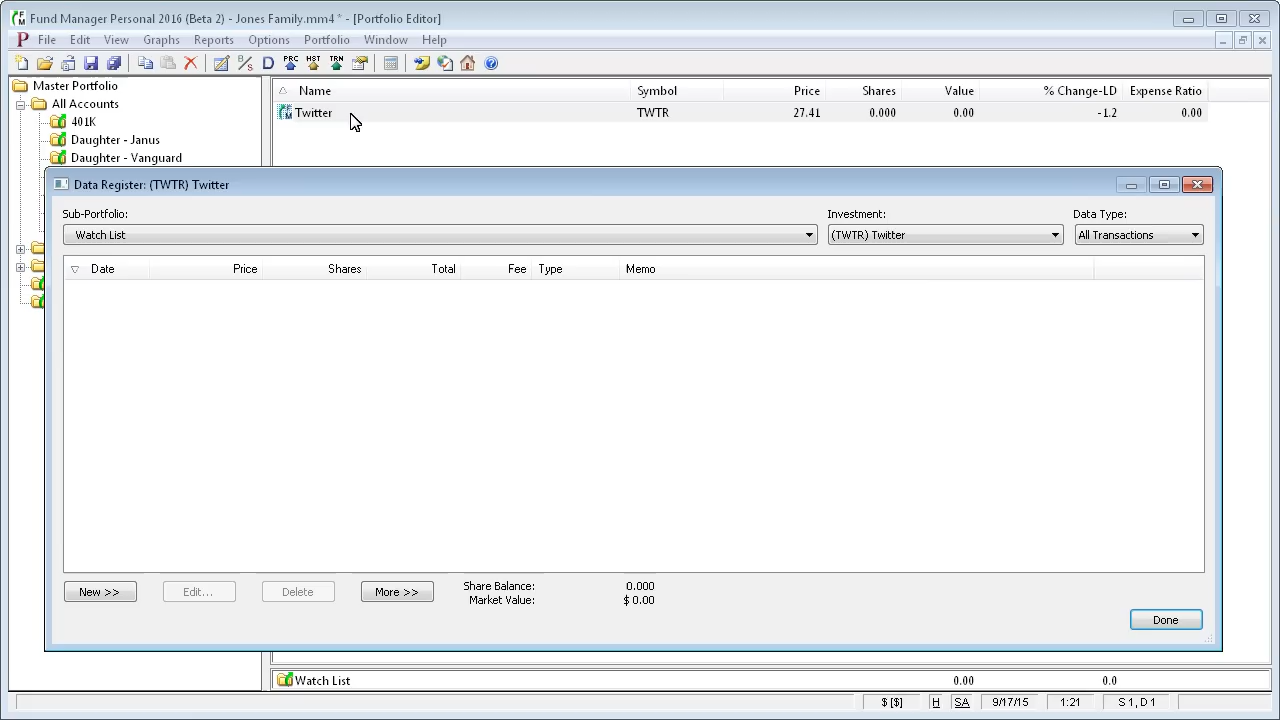 Fund Manager Personal 2016 (Beta 2) - Jones Family.mm4 * - [Portfolio Editor]
File Edit View Graphs Reports Options Portfolio Window Help
B/S D PRC HST TRN
Master Portfolio
All Accounts
401K
Daughter - Janus
Daughter - Vanguard
Name Symbol Price Shares Value % Change-LD Expense Ratio
Twitter TWTR 27.41 0.000 0.00 -1.2 0.00
Data Register: (TWTR) Twitter
Sub-Portfolio: Investment: Data Type:
Watch List (TWTR) Twitter All Transactions
Date Price Shares Total Fee Type Memo
New >> Edit... Delete More >>
Share Balance: 0.000
Market Value: $ 0.00
Done
Watch List 0.00 0.0
$ [$] H SA 9/17/15 1:21 S 1, D 1